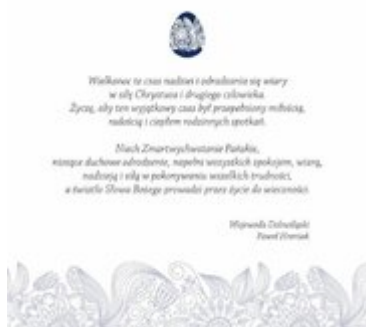 Wielkanoc to czas nadziei i odradzania się wiary
w siłę Chrystusa i drugiego człowieka.
Życzę, aby ten wyjątkowy czas był przepełniony miłością,
radością i ciepłem rodzinnych spotkań.
Niech Zmartwychwstanie Pańskie,
niosące duchowe odrodzenie, napełni wszystkich spokojem, wiarą,
nadzieją i siłą w pokonywaniu wszelkich trudności,
a światło Słowa Bożego prowadzi przez życie do wieczności.
Wojewoda Dolnośląski
Paweł Hreniak